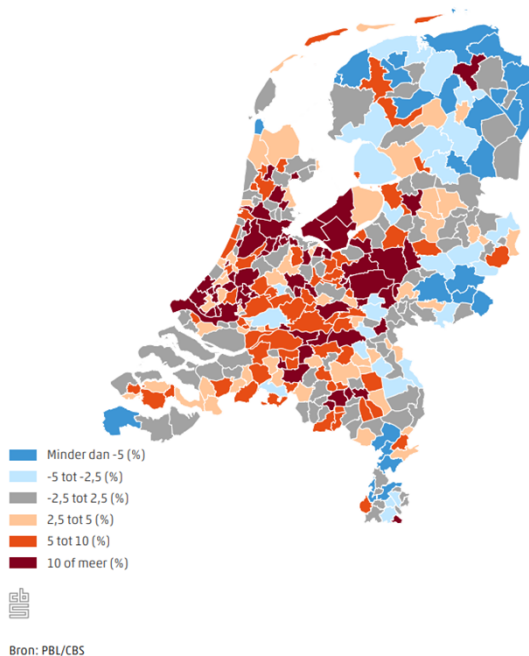 Minder dan -5 (%)
-5 tot -2,5 (%)
-2,5 tot 2,5 (%)
2,5 tot 5 (%)
5 tot 10 (%)
10 of meer (%)
Bron: PBL/CBS